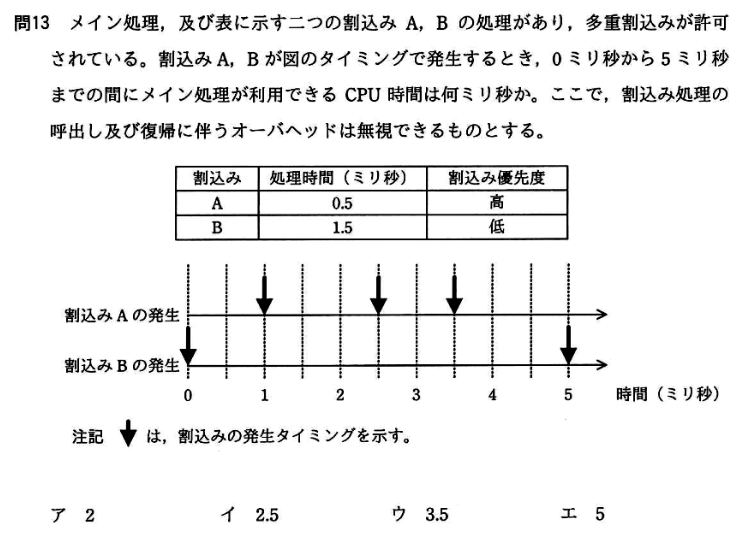 問13 メイン処理，及び表に示す二つの割込み A，B の処理があり，多重割込みが許可
されている。割込み A，B が図のタイミングで発生するとき，0 ミリ秒から 5 ミリ秒
までの間にメイン処理が利用できる CPU 時間は何ミリ秒か。ここで，割込み処理の
呼出し及び復帰に伴うオーバヘッドは無視できるものとする。
割込み 処理時間（ミリ秒） 割込み優先度
A 0.5 高
B 1.5 低
割込み A の発生
割込み B の発生
0 1 2 3 4 5 時間（ミリ秒）
注記 は，割込みの発生タイミングを示す。
ア 2 イ 2.5 ウ 3.5 エ 5